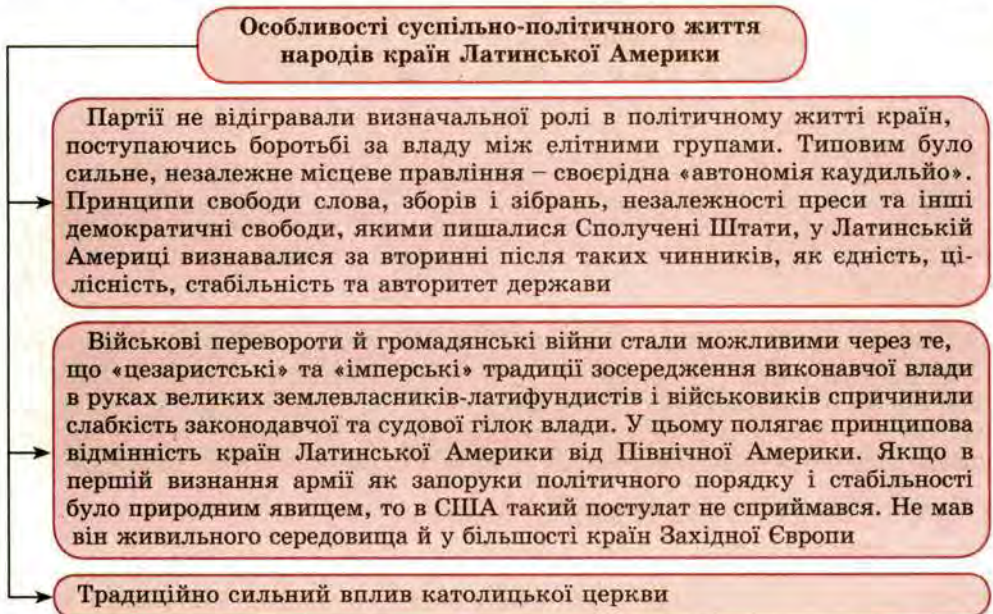 Особливості суспільно-політичного життя
народів країн Латинської Америки
Партії не відігравали визначальної ролі в політичному житті країн,
поступаючись боротьбі за владу між елітними групами. Типовим було
сильне, незалежне місцеве правління – своєрідна «автономія каудильйо».
Принципи свободи слова, зборів і зібрань, незалежності преси та інші
демократичні свободи, якими пишалися Сполучені Штати, у Латинській
Америці визнавалися за вторинні після таких чинників, як єдність, ці-
лісність, стабільність та авторитет держави
Військові перевороти й громадянські війни стали можливими через те,
що «цезаристські» та «імперські» традиції зосередження виконавчої влади
в руках великих землевласників-латифундистів і військовиків спричинили
слабкість законодавчої та судової гілок влади. У цьому полягає принципова
відмінність країн Латинської Америки від Північної Америки. Якщо в
першій визнання армії як запоруки політичного порядку і стабільності
було природним явищем, то в США такий постулат не сприймався. Не мав
він живильного середовища й у більшості країн Західної Європи
Традиційно сильний вплив католицької церкви